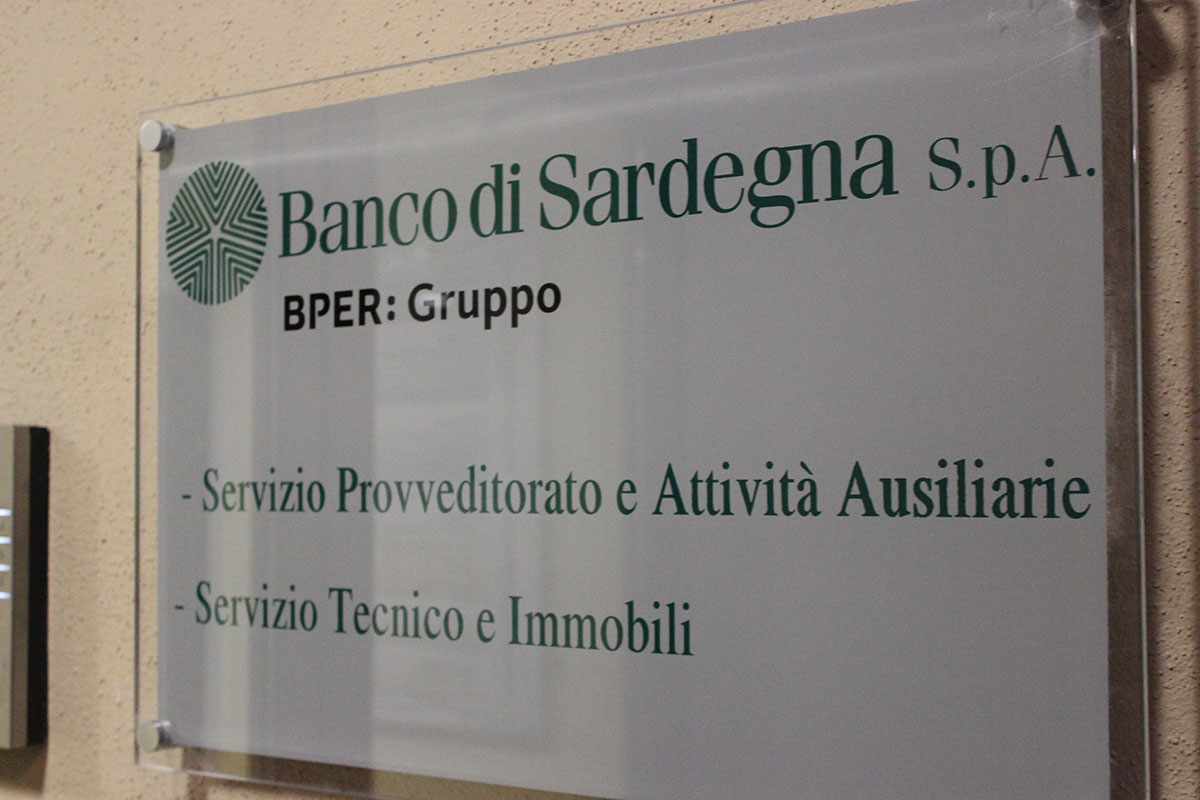 Banco di Sardegna S.p.A.
BPER: Gruppo
- Servizio Provveditorato e Attività Ausiliarie
- Servizio Tecnico e Immobili